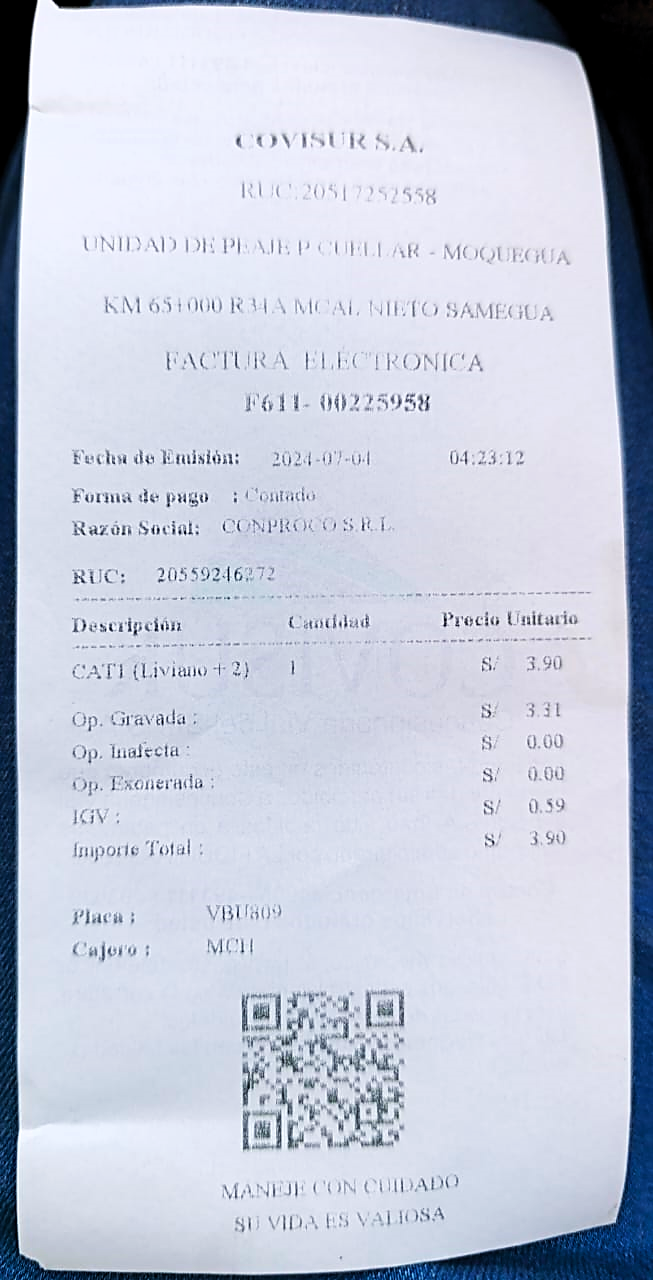 COVISUR S.A.
RUC:20517252558
UNIDAD DE PEAJE P CUELLAR - MOQUEGUA
KM 65+000 R34A MCAL NIETO SAMEGUA
FACTURA ELECTRONICA
F611- 00225958
Fecha de Emisión: 2024-07-04 04:23:12
Forma de pago : Contado
Razón Social: CONPROCO S.R.L.
RUC: 20559246272
Descripción Cantidad Precio Unitario
CAT1 (Liviano + 2) 1 S/ 3.90
Op. Gravada : S/ 3.31
Op. Inafecta : S/ 0.00
Op. Exonerada : S/ 0.00
IGV : S/ 0.59
Importe Total : S/ 3.90
Placa : VBU809
Cajero : MCH
MANEJE CON CUIDADO
SU VIDA ES VALIOSA